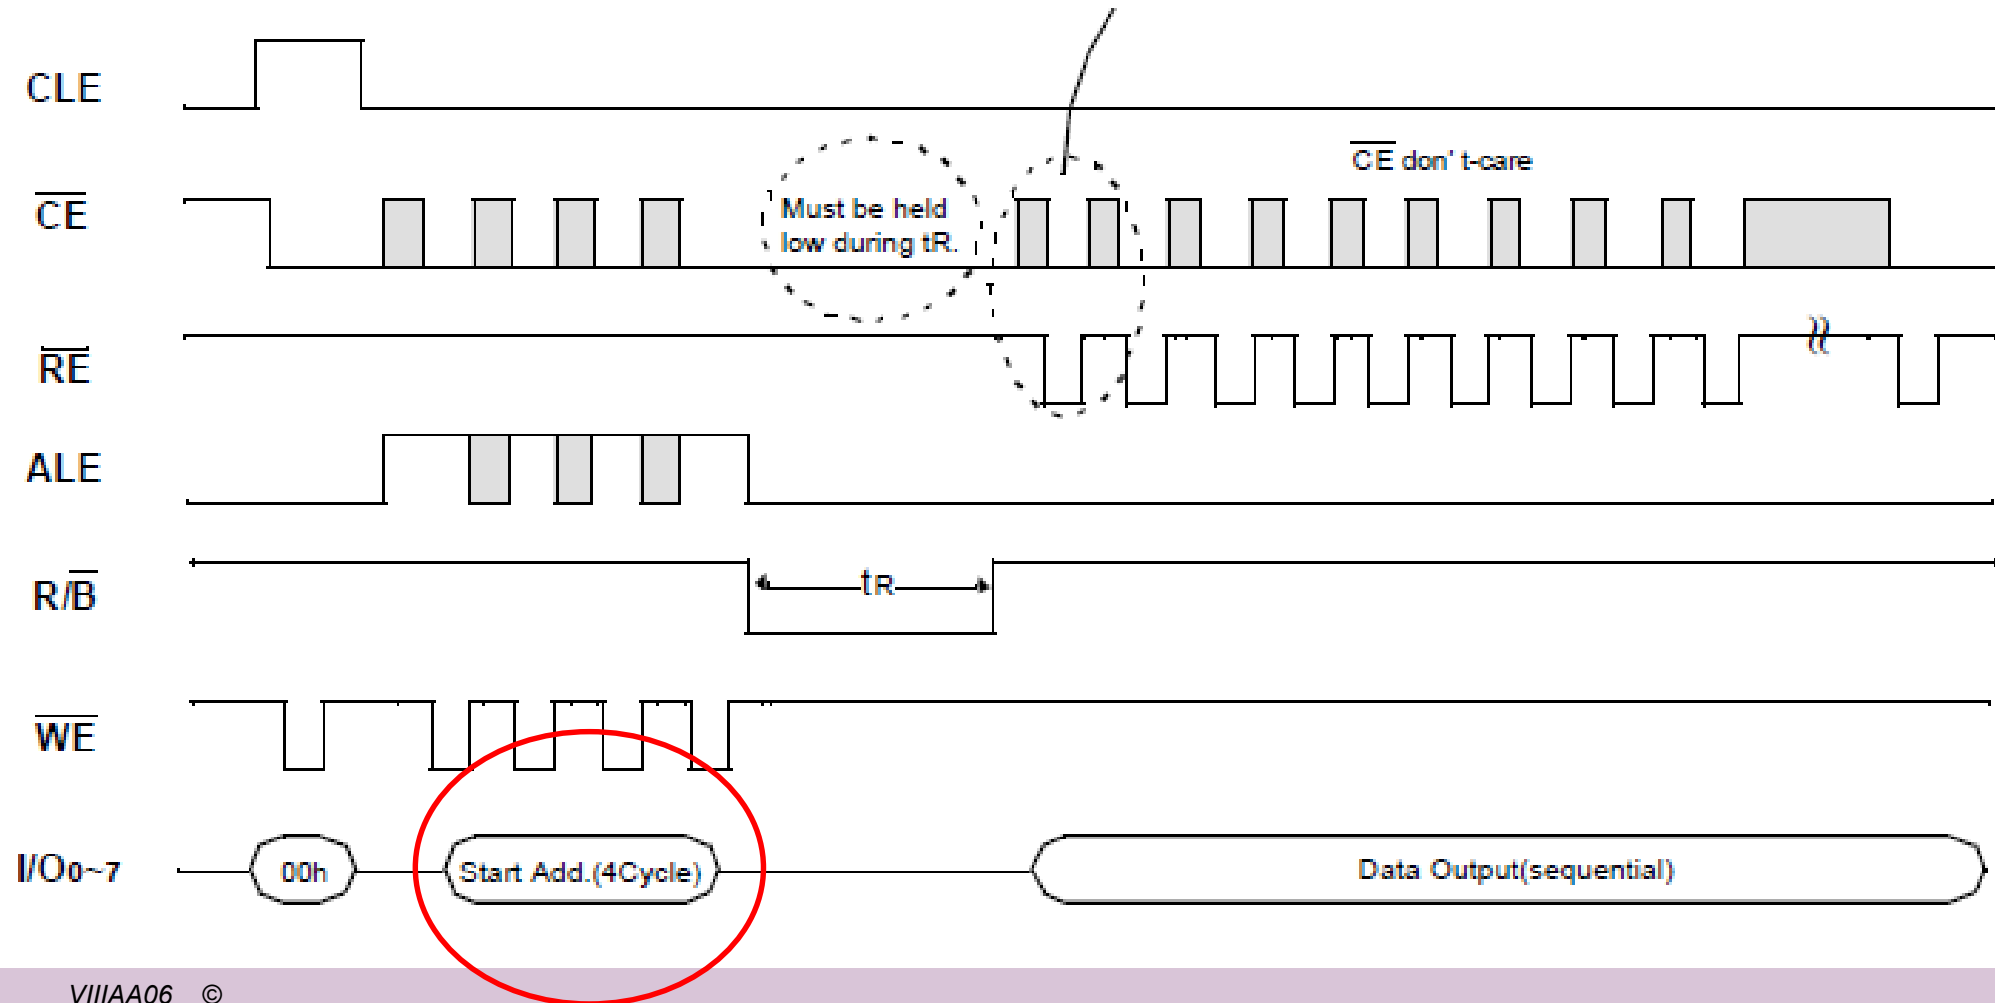 CLE
CE don' t-care
CE
Must be held
low during tR.
RE
ALE
R/B
tR
WE
I/O0~7
00h
Start Add.(4Cycle)
Data Output(sequential)
VIIIAA06 ©